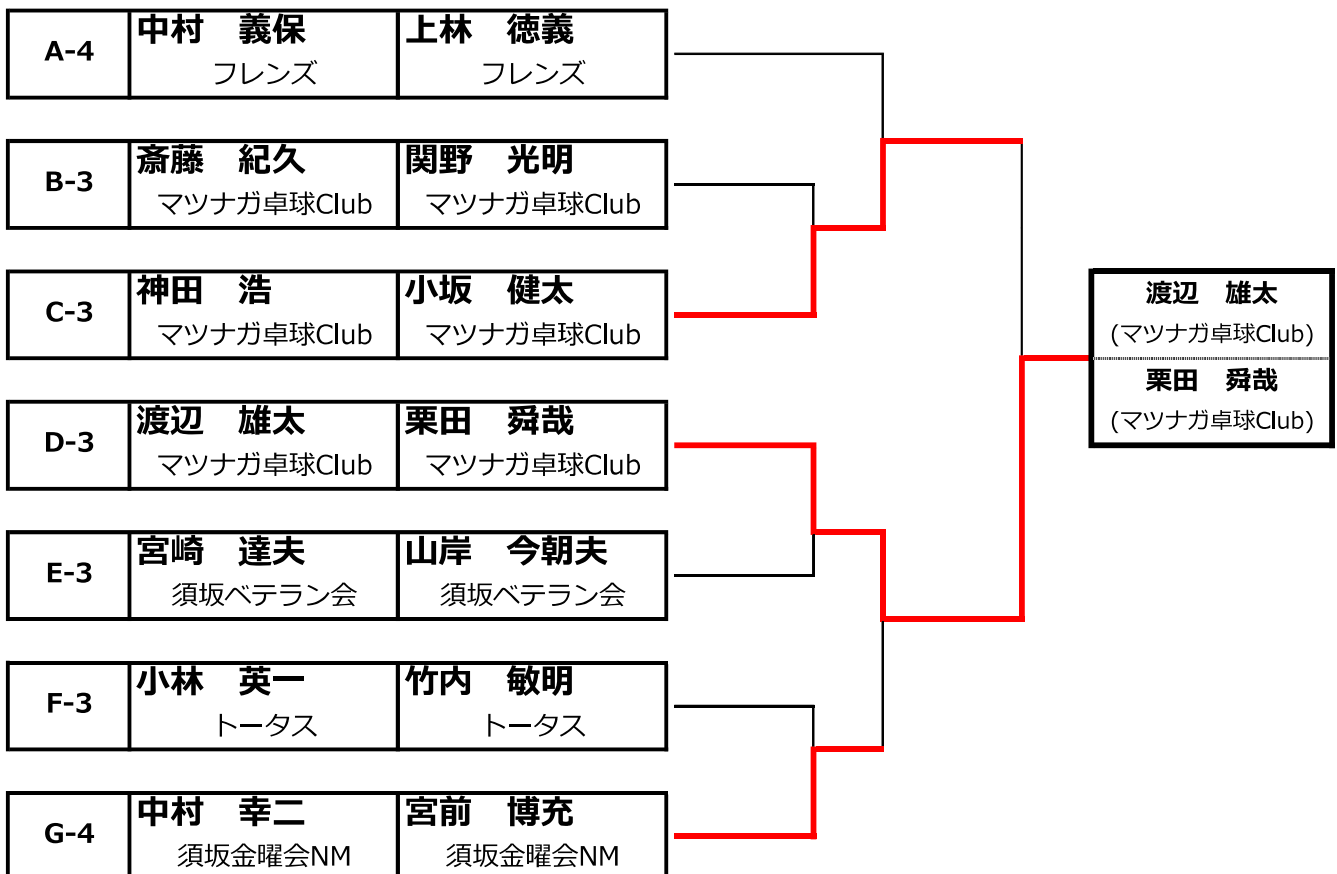 A-4 中村　義保 上林　徳義
フレンズ フレンズ
B-3 斎藤　紀久 関野　光明
マツナガ卓球Club マツナガ卓球Club
C-3 神田　浩 小坂　健太
マツナガ卓球Club マツナガ卓球Club
D-3 渡辺　雄太 栗田　舜哉
マツナガ卓球Club マツナガ卓球Club
E-3 宮崎　達夫 山岸　今朝夫
須坂ベテラン会 須坂ベテラン会
F-3 小林　英一 竹内　敏明
トータス トータス
G-4 中村　幸二 宮前　博充
須坂金曜会NM 須坂金曜会NM
渡辺　雄太
(マツナガ卓球Club)
栗田　舜哉
(マツナガ卓球Club)